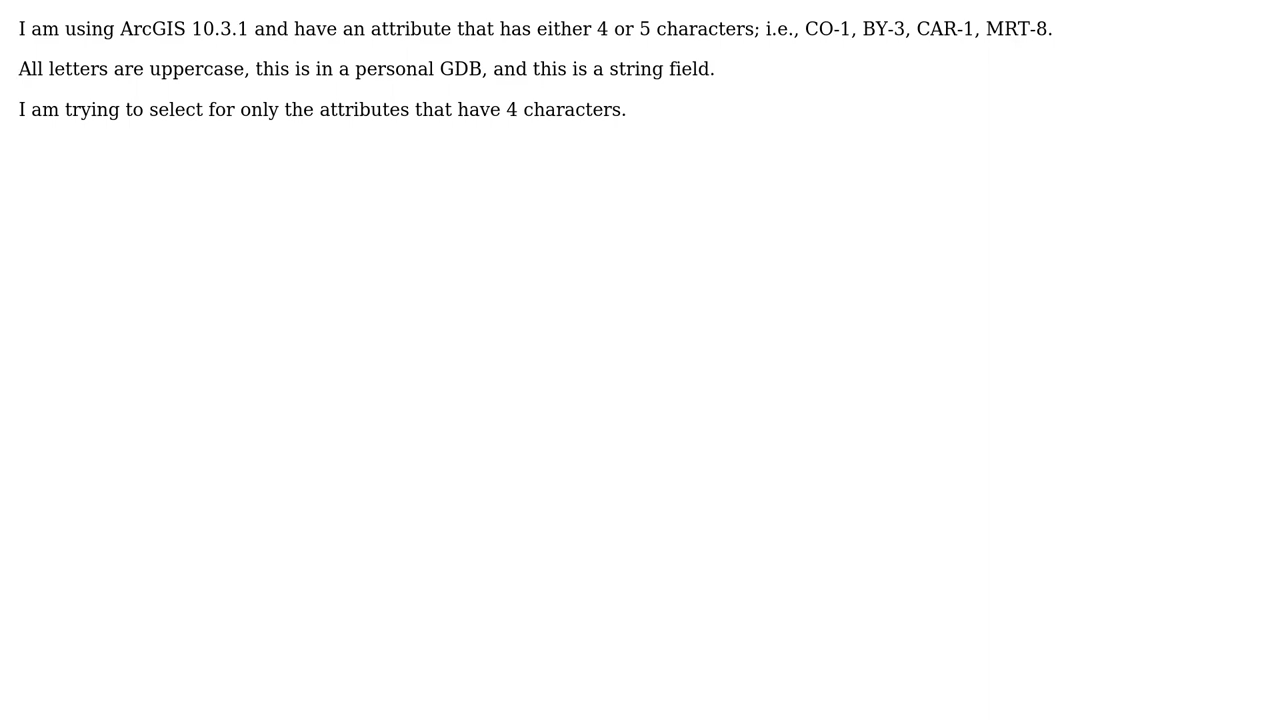 I am using ArcGIS 10.3.1 and have an attribute that has either 4 or 5 characters; i.e., CO-1, BY-3, CAR-1, MRT-8.
All letters are uppercase, this is in a personal GDB, and this is a string field.
I am trying to select for only the attributes that have 4 characters.